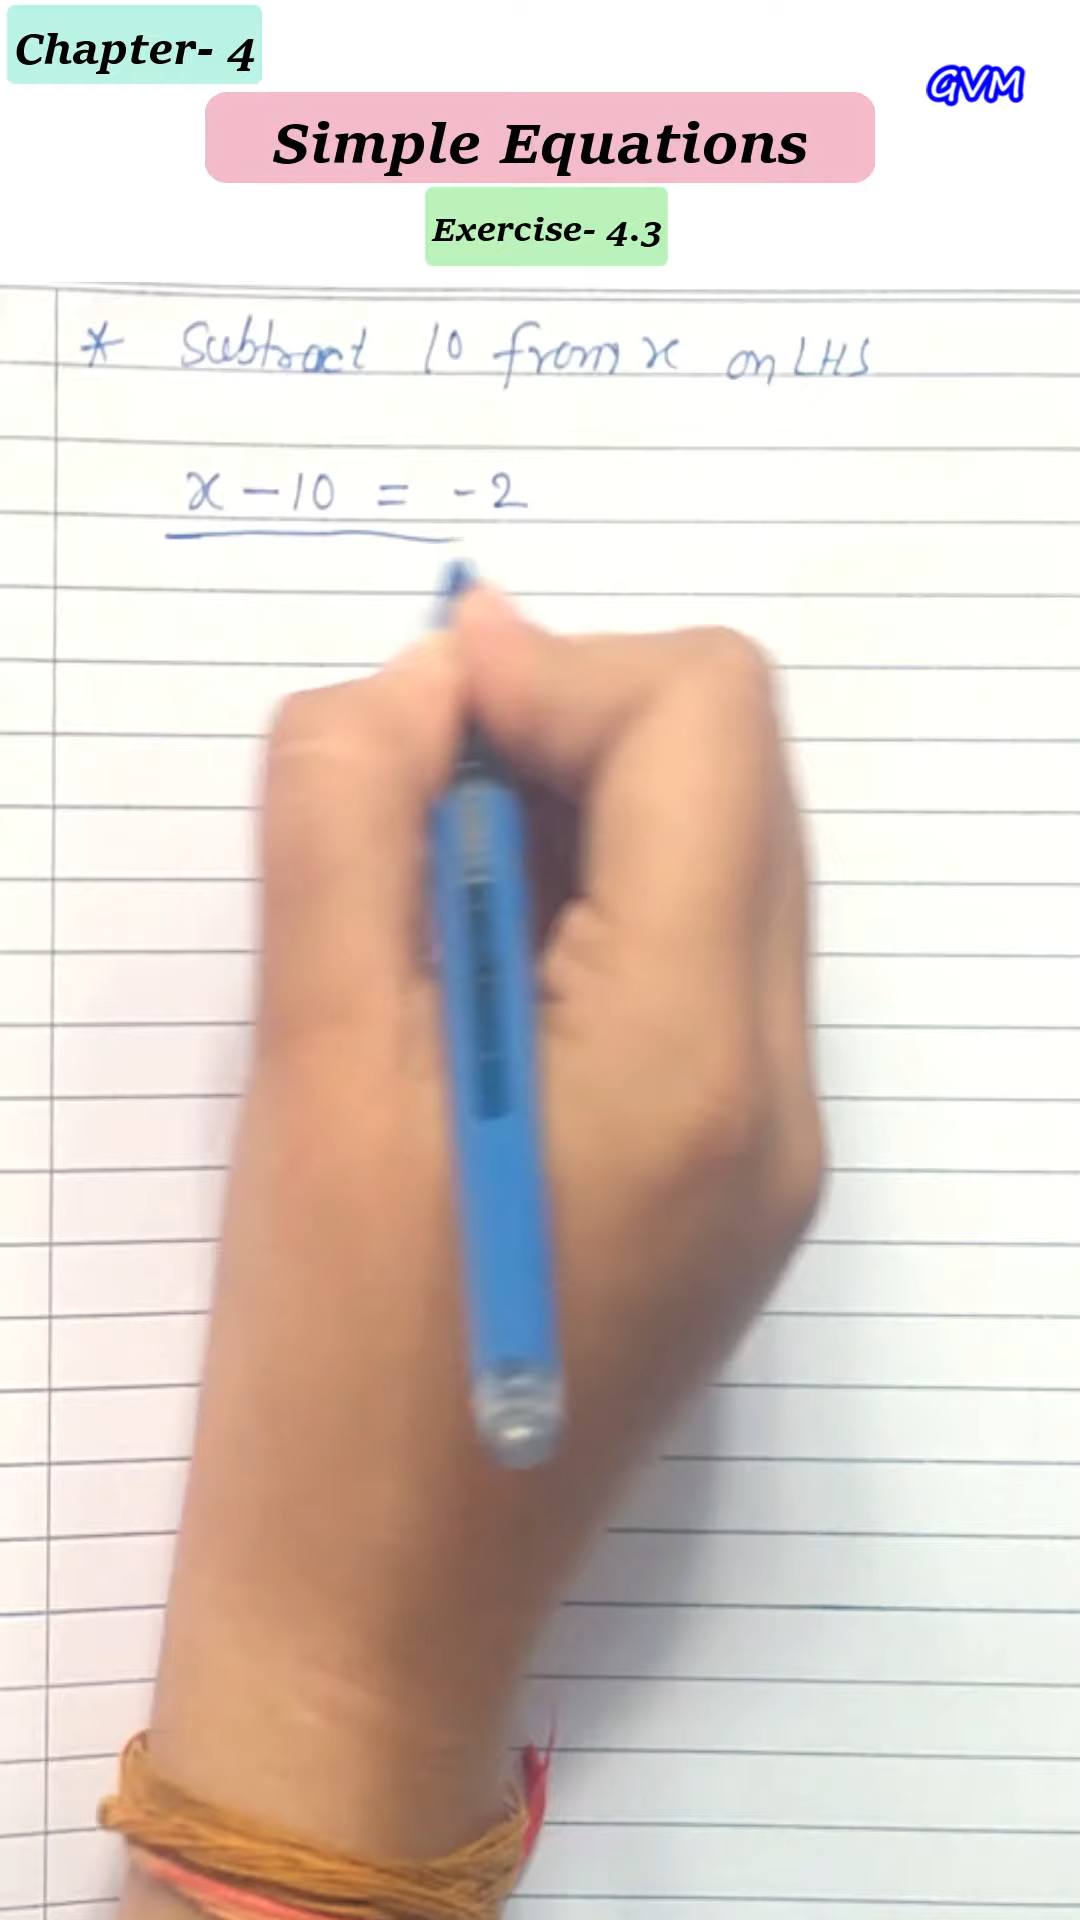 Chapter- 4
GVM
Simple Equations
Exercise- 4.3
* Subtract 10 from x on LHS
x - 10 = -2